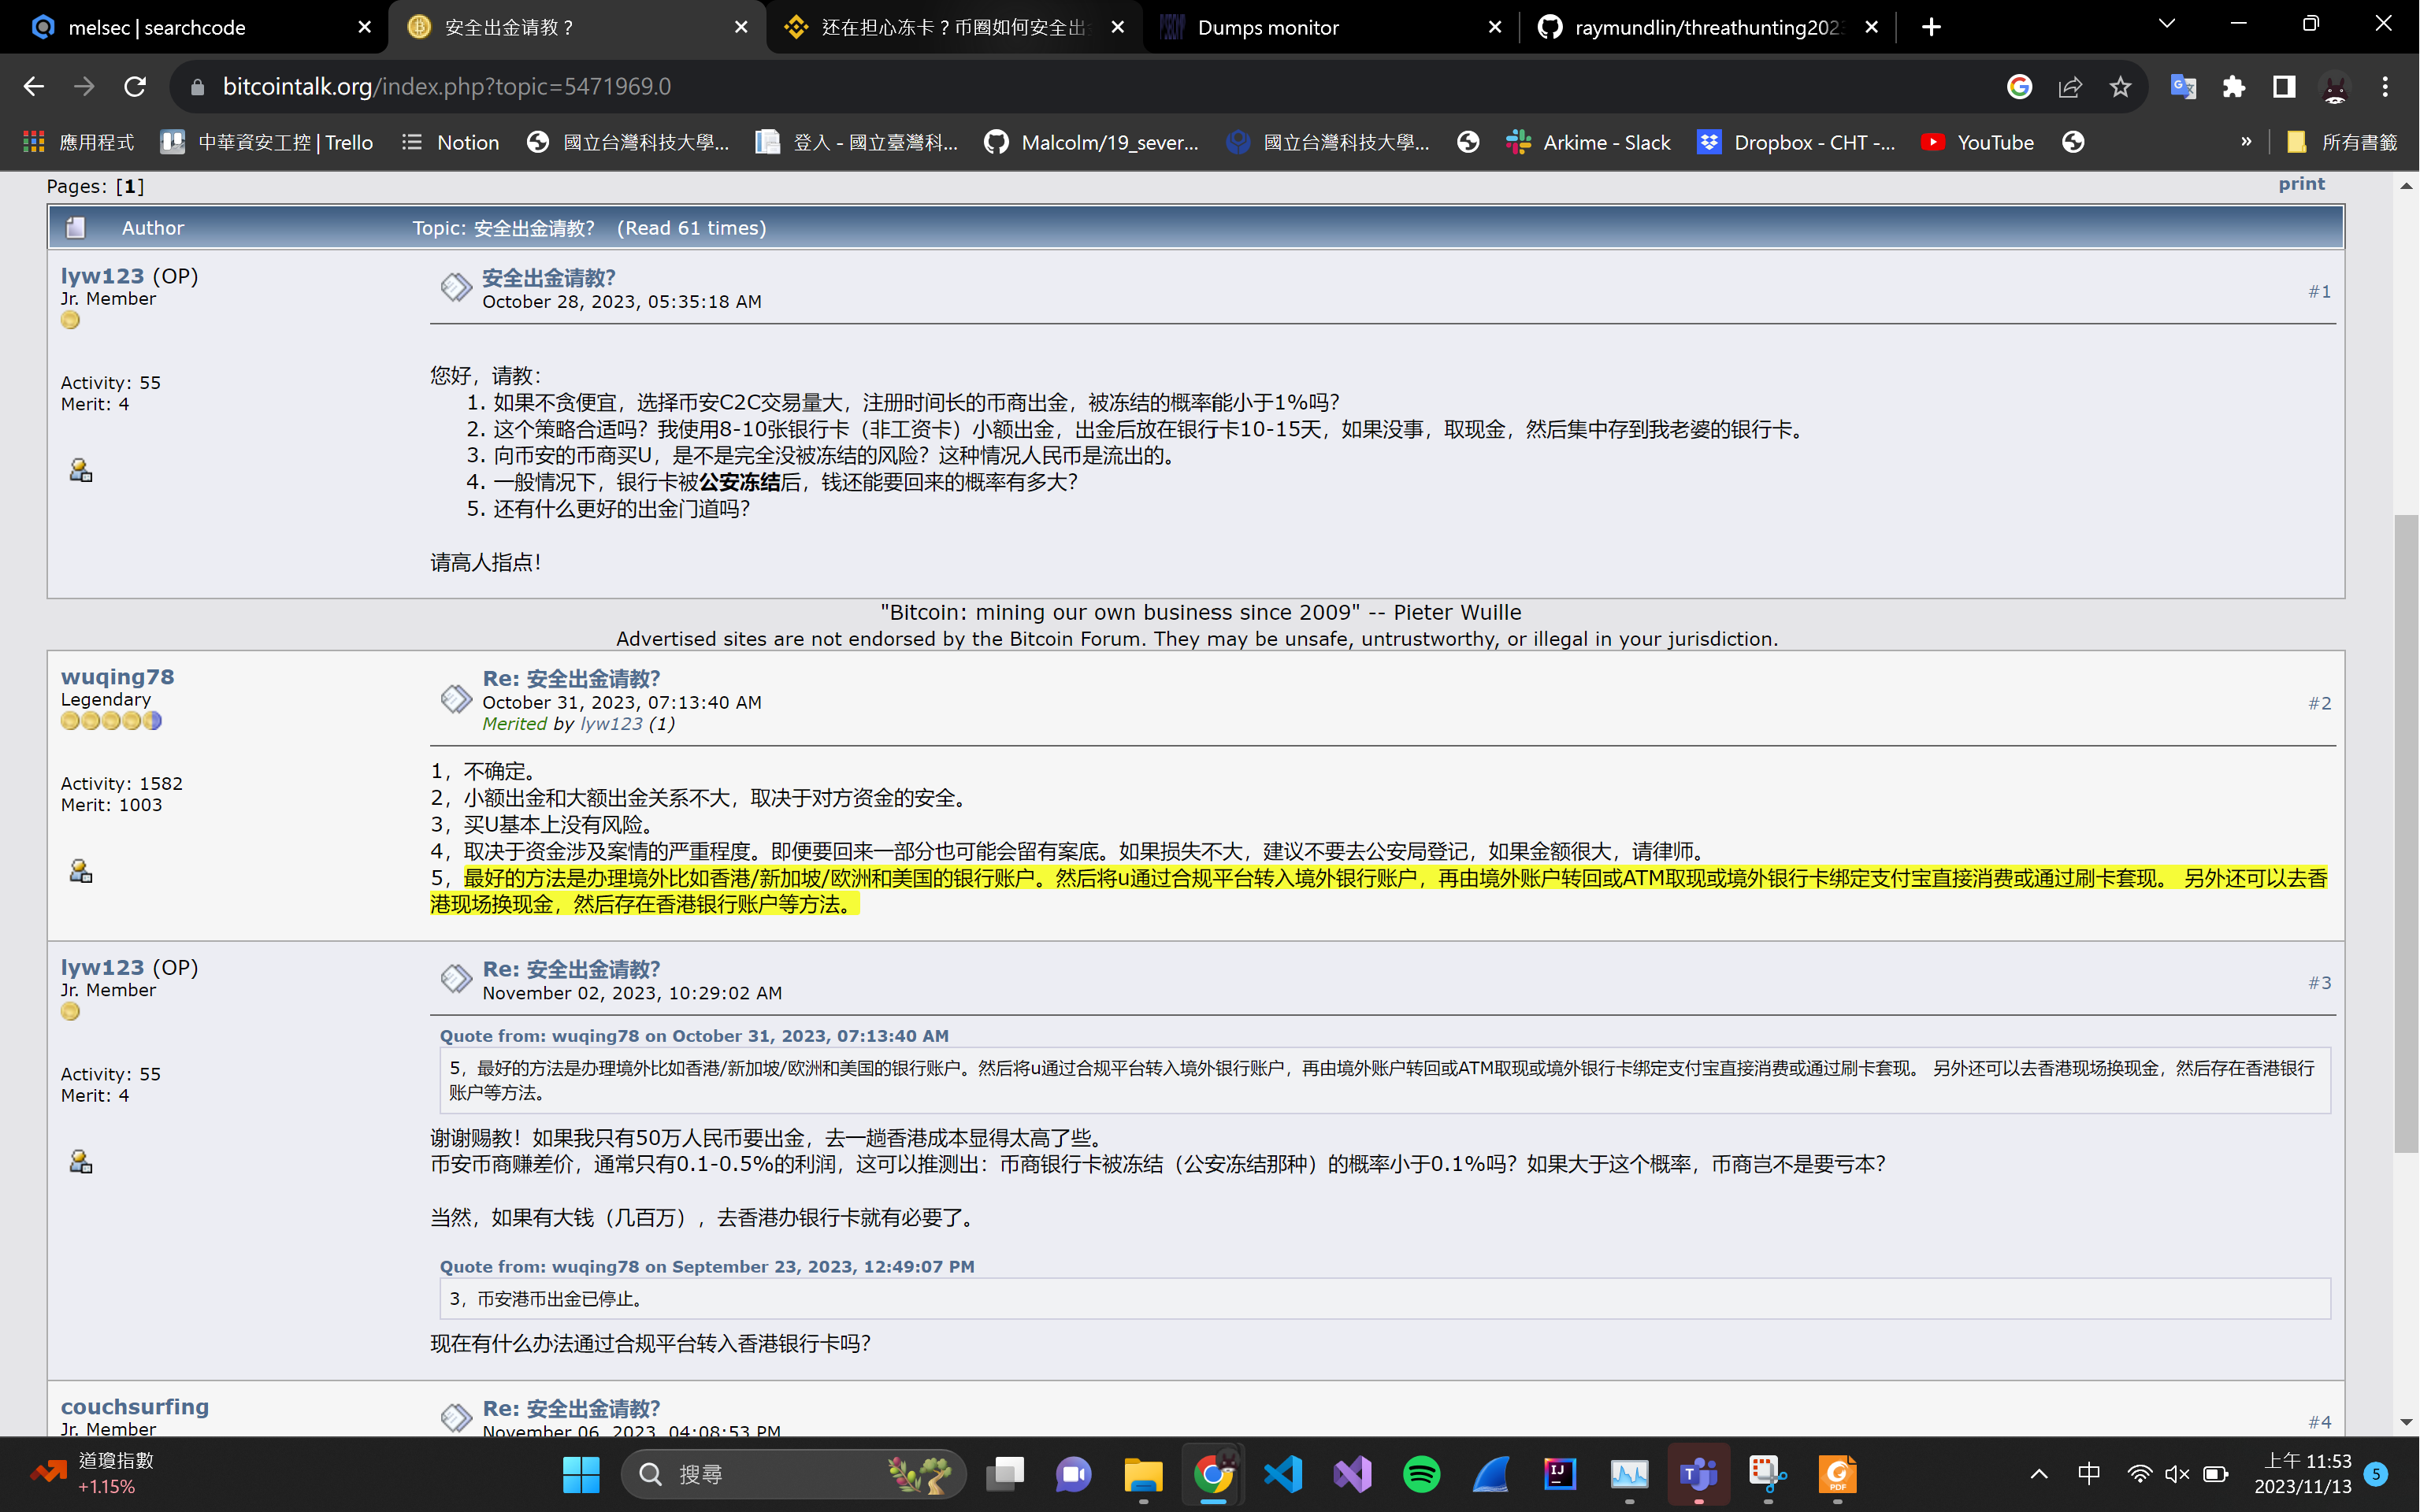 melsec | searchcode
安全出金请教？
还在担心冻卡？币圈如何安全出
Dumps monitor
raymundlin/threathunting202
bitcointalk.org/index.php?topic=5471969.0
應用程式
中華資安工控 | Trello
Notion
國立台灣科技大學...
登入 - 國立臺灣科...
Malcolm/19_sever...
國立台灣科技大學...
Arkime - Slack
Dropbox - CHT -...
YouTube
»
所有書籤
Pages: [1]
print
Author
Topic: 安全出金请教？ (Read 61 times)
lyw123 (OP)
Jr. Member
Activity: 55
Merit: 4
安全出金请教？
October 28, 2023, 05:35:18 AM
#1
您好，请教：
1. 如果不贪便宜，选择币安C2C交易量大，注册时间长的币商出金，被冻结的概率能小于1%吗？
2. 这个策略合适吗？我使用8-10张银行卡（非工资卡）小额出金，出金后放在银行卡10-15天，如果没事，取现金，然后集中存到我老婆的银行卡。
3. 向币安的币商买U，是不是完全没被冻结的风险？这种情况人民币是流出的。
4. 一般情况下，银行卡被公安冻结后，钱还能要回来的概率有多大？
5. 还有什么更好的出金门道吗？
请高人指点！
"Bitcoin: mining our own business since 2009" -- Pieter Wuille
Advertised sites are not endorsed by the Bitcoin Forum. They may be unsafe, untrustworthy, or illegal in your jurisdiction.
wuqing78
Legendary
Activity: 1582
Merit: 1003
Re: 安全出金请教？
October 31, 2023, 07:13:40 AM
Merited by lyw123 (1)
#2
1，不确定。
2，小额出金和大额出金关系不大，取决于对方资金的安全。
3，买U基本上没有风险。
4，取决于资金涉及案情的严重程度。即便要回来一部分也可能会留有案底。如果损失不大，建议不要去公安局登记，如果金额很大，请律师。
5，最好的方法是办理境外比如香港/新加坡/欧洲和美国的银行账户。然后将u通过合规平台转入境外银行账户，再由境外账户转回或ATM取现或境外银行卡绑定支付宝直接消费或通过刷卡套现。 另外还可以去香
港现场换现金，然后存在香港银行账户等方法。
lyw123 (OP)
Jr. Member
Activity: 55
Merit: 4
Re: 安全出金请教？
November 02, 2023, 10:29:02 AM
#3
Quote from: wuqing78 on October 31, 2023, 07:13:40 AM
5，最好的方法是办理境外比如香港/新加坡/欧洲和美国的银行账户。然后将u通过合规平台转入境外银行账户，再由境外账户转回或ATM取现或境外银行卡绑定支付宝直接消费或通过刷卡套现。 另外还可以去香港现场换现金，然后存在香港银行
账户等方法。
谢谢赐教！如果我只有50万人民币要出金，去一趟香港成本显得太高了些。
币安币商赚差价，通常只有0.1-0.5%的利润，这可以推测出：币商银行卡被冻结（公安冻结那种）的概率小于0.1%吗？如果大于这个概率，币商岂不是要亏本？
当然，如果有大钱（几百万），去香港办银行卡就有必要了。
Quote from: wuqing78 on September 23, 2023, 12:49:07 PM
3，币安港币出金已停止。
现在有什么办法通过合规平台转入香港银行卡吗？
couchsurfing
Jr. Member
Re: 安全出金请教？
November 06, 2023, 04:08:53 PM
#4
道瓊指數
+1.15%
搜尋
中
上午 11:53
2023/11/13
5